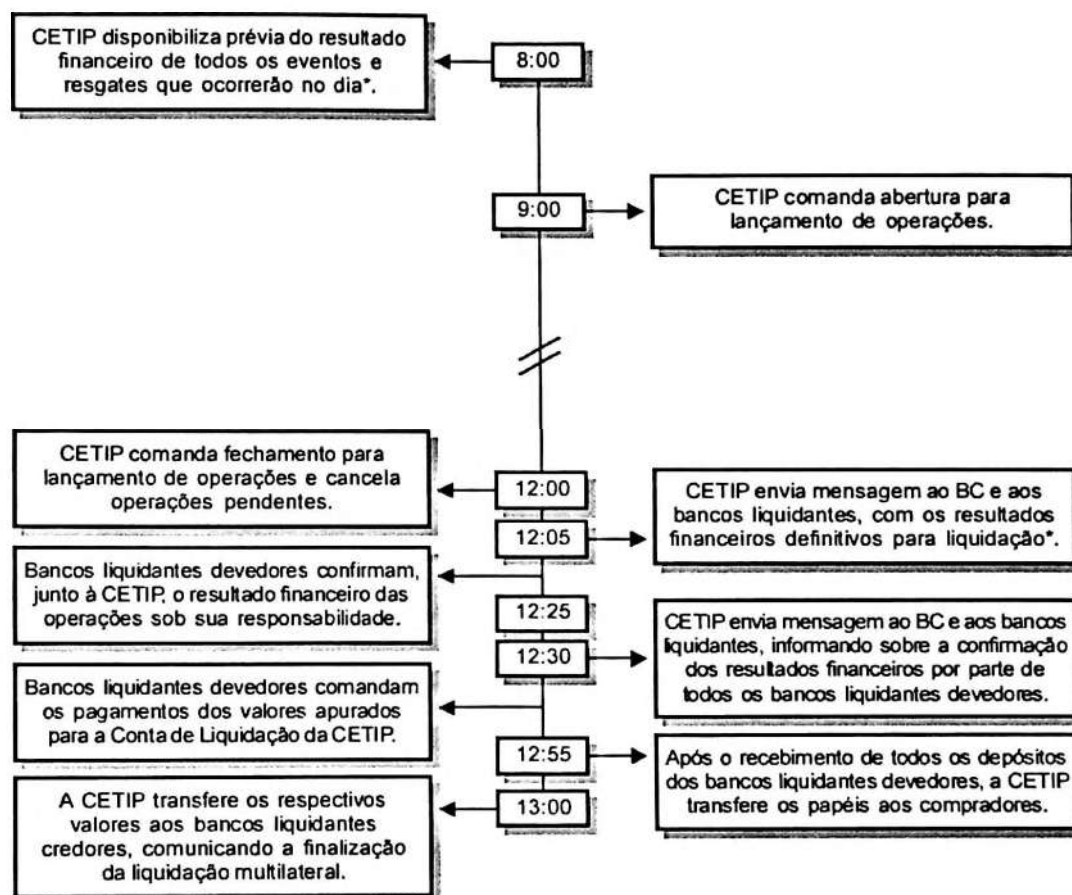 CETIP disponibiliza prévia do resultado
financeiro de todos os eventos e
resgates que ocorrerão no dia*.
8:00
9:00
CETIP comanda abertura para
lançamento de operações.
CETIP comanda fechamento para
lançamento de operações e cancela
operações pendentes.
12:00
12:05
CETIP envia mensagem ao BC e aos
bancos liquidantes, com os resultados
financeiros definitivos para liquidação*.
Bancos liquidantes devedores confirmam,
junto à CETIP, o resultado financeiro das
operações sob sua responsabilidade.
12:25
12:30
CETIP envia mensagem ao BC e aos bancos
liquidantes, informando sobre a confirmação
dos resultados financeiros por parte de
todos os bancos liquidantes devedores.
Bancos liquidantes devedores comandam
os pagamentos dos valores apurados
para a Conta de Liquidação da CETIP.
12:55
Após o recebimento de todos os depósitos
dos bancos liquidantes devedores, a CETIP
transfere os papéis aos compradores.
13:00
A CETIP transfere os respectivos
valores aos bancos liquidantes
credores, comunicando a finalização
da liquidação multilateral.